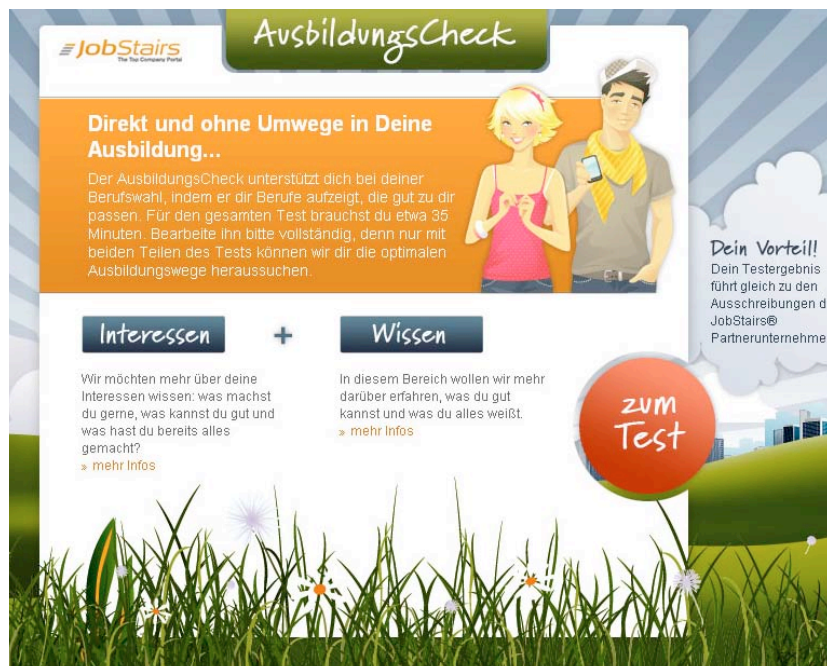 AusbildungsCheck
JobStairs
The Top Company Portal
Direkt und ohne Umwege in Deine
Ausbildung...
Der AusbildungsCheck unterstützt dich bei deiner
Berufswahl, indem er dir Berufe aufzeigt, die gut zu dir
passen. Für den gesamten Test brauchst du etwa 35
Minuten. Bearbeite ihn bitte vollständig, denn nur mit
beiden Teilen des Tests können wir dir die optimalen
Ausbildungswege heraussuchen.
Dein Vorteil!
Dein Testergebnis
führt gleich zu den
Ausschreibungen d
JobStairs®
Partnerunternehme
Interessen + Wissen
Wir möchten mehr über deine
Interessen wissen: was machst
du gerne, was kannst du gut und
was hast du bereits alles
gemacht?
» mehr Infos
In diesem Bereich wollen wir mehr
darüber erfahren, was du gut
kannst und was du alles weißt.
» mehr Infos
zum
Test